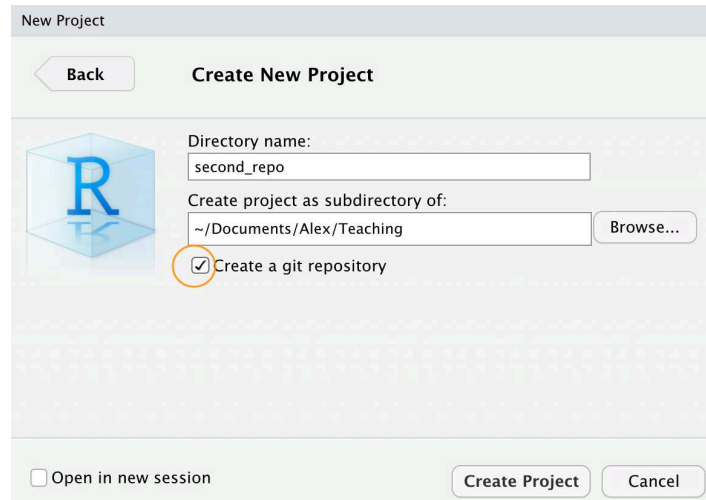 New Project
Back
Create New Project
R
Directory name:
second_repo
Create project as subdirectory of:
~/Documents/Alex/Teaching
Browse...
Create a git repository
Open in new session
Create Project
Cancel